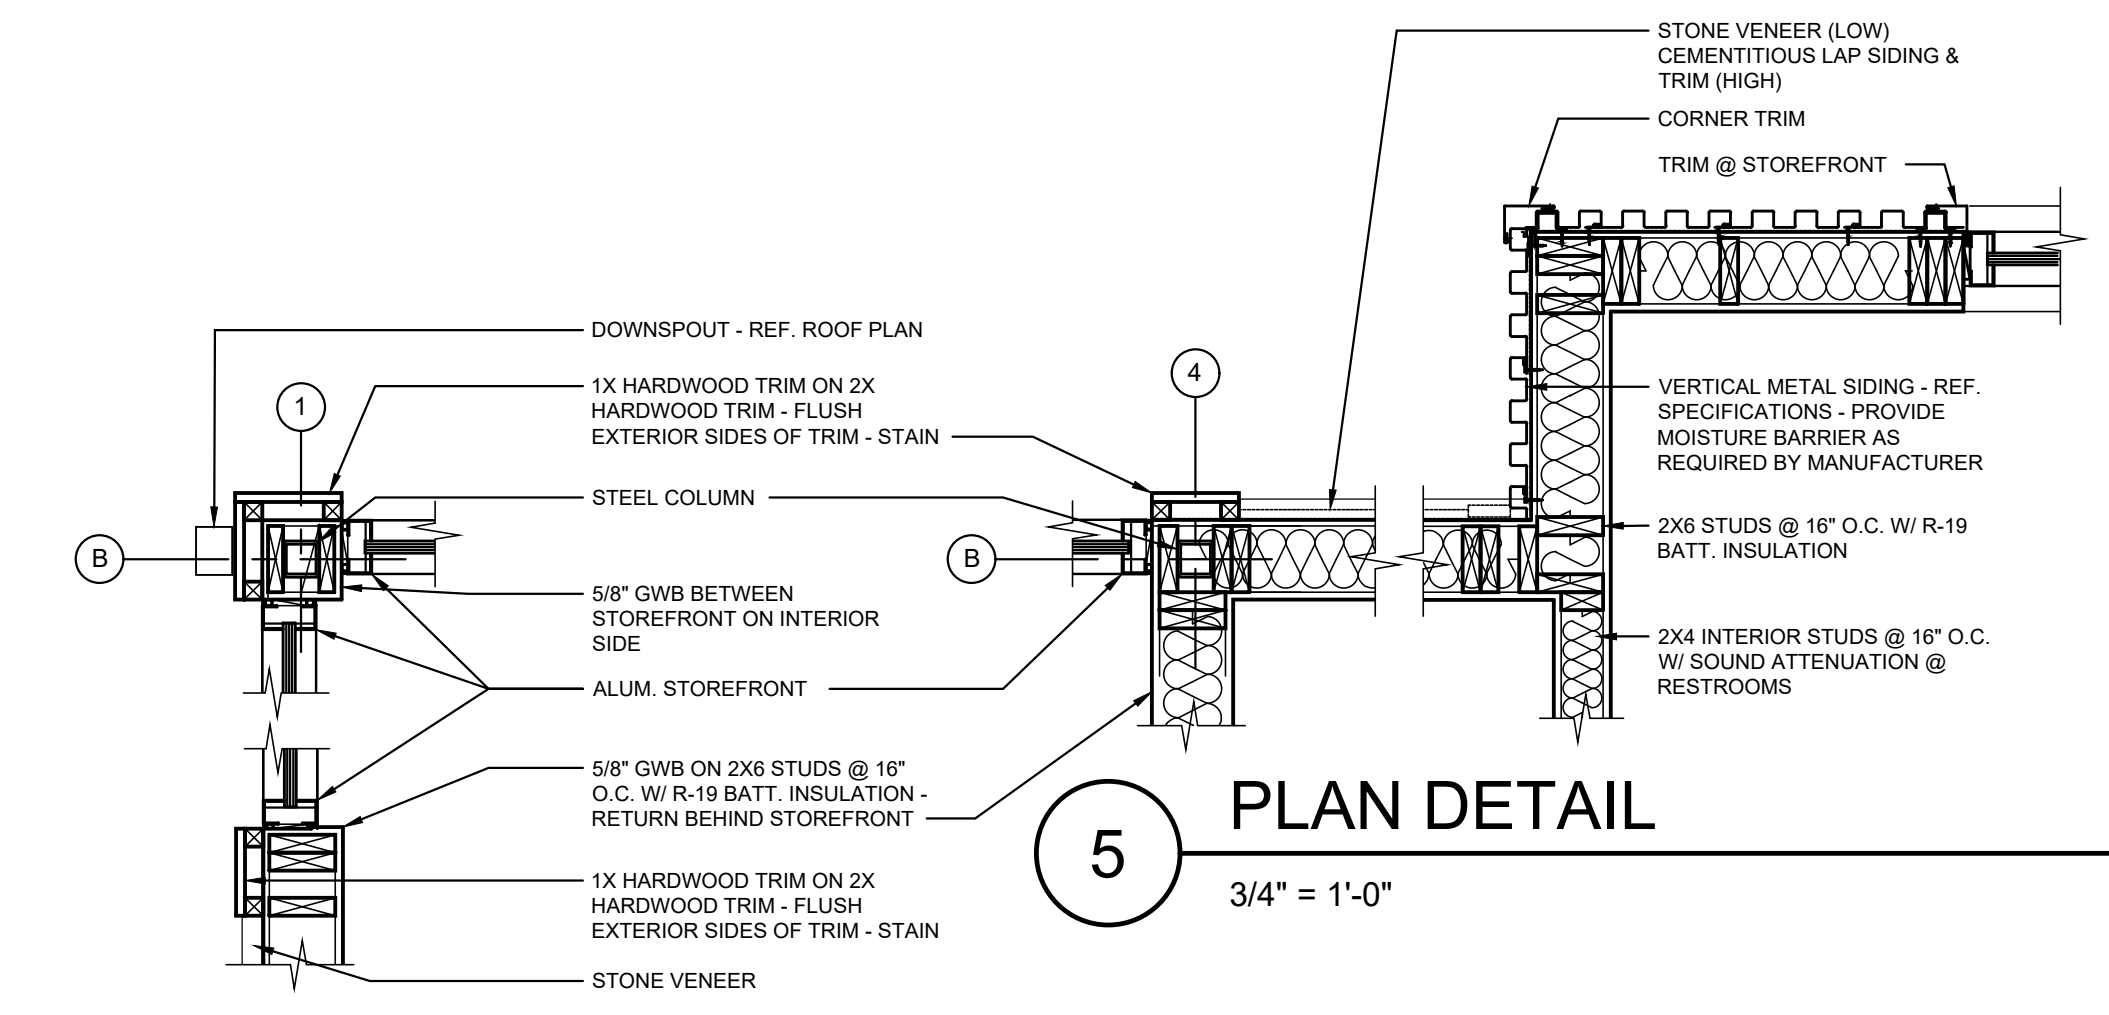 STONE VENEER (LOW)
CEMENTITIOUS LAP SIDING &
TRIM (HIGH)
CORNER TRIM
TRIM @ STOREFRONT
DOWNSPOUT - REF. ROOF PLAN
1X HARDWOOD TRIM ON 2X
HARDWOOD TRIM - FLUSH
EXTERIOR SIDES OF TRIM - STAIN
STEEL COLUMN
5/8" GWB BETWEEN
STOREFRONT ON INTERIOR
SIDE
ALUM. STOREFRONT
5/8" GWB ON 2X6 STUDS @ 16"
O.C. W/ R-19 BATT. INSULATION -
RETURN BEHIND STOREFRONT
1X HARDWOOD TRIM ON 2X
HARDWOOD TRIM - FLUSH
EXTERIOR SIDES OF TRIM - STAIN
STONE VENEER
1
B
4
B
VERTICAL METAL SIDING - REF.
SPECIFICATIONS - PROVIDE
MOISTURE BARRIER AS
REQUIRED BY MANUFACTURER
2X6 STUDS @ 16" O.C. W/ R-19
BATT. INSULATION
2X4 INTERIOR STUDS @ 16" O.C.
W/ SOUND ATTENUATION @
RESTROOMS
5
PLAN DETAIL
3/4" = 1'-0"